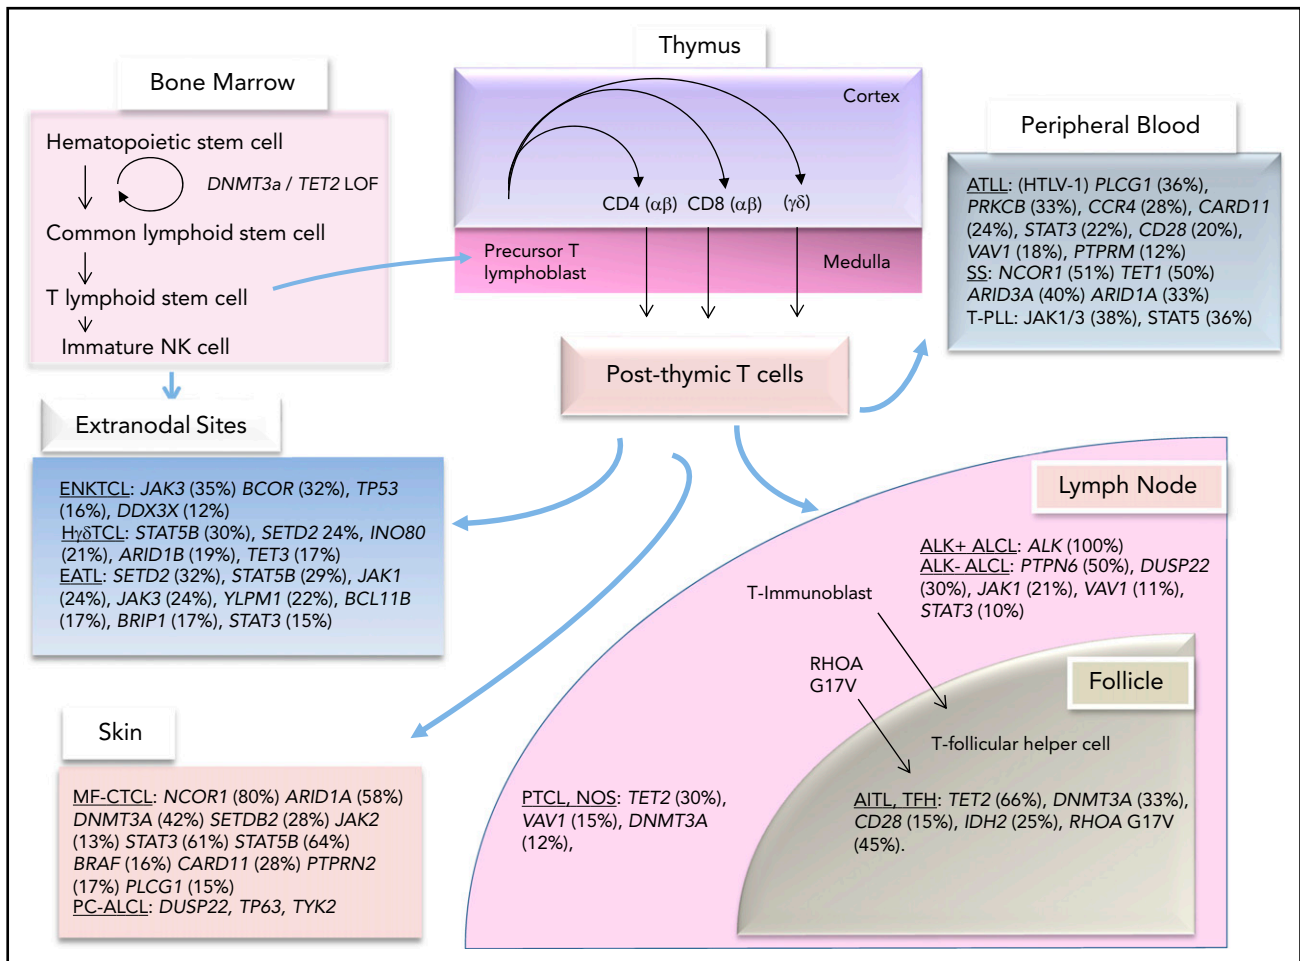 Bone Marrow
Hematopoietic stem cell
DNMT3a / TET2 LOF
Common lymphoid stem cell
T lymphoid stem cell
Immature NK cell
Thymus
Cortex
CD4 (αβ) CD8 (αβ) (γδ)
Precursor T
lymphoblast
Medulla
Post-thymic T cells
Peripheral Blood
ATLL: (HTLV-1) PLCG1 (36%),
PRKCB (33%), CCR4 (28%), CARD11
(24%), STAT3 (22%), CD28 (20%),
VAV1 (18%), PTPRM (12%)
SS: NCOR1 (51%) TET1 (50%)
ARID3A (40%) ARID1A (33%)
T-PLL: JAK1/3 (38%), STAT5 (36%)
Extranodal Sites
ENKTCL: JAK3 (35%) BCOR (32%), TP53
(16%), DDX3X (12%)
HγδTCL: STAT5B (30%), SETD2 24%, INO80
(21%), ARID1B (19%), TET3 (17%)
EATL: SETD2 (32%), STAT5B (29%), JAK1
(24%), JAK3 (24%), YLPM1 (22%), BCL11B
(17%), BRIP1 (17%), STAT3 (15%)
Skin
MF-CTCL: NCOR1 (80%) ARID1A (58%)
DNMT3A (42%) SETDB2 (28%) JAK2
(13%) STAT3 (61%) STAT5B (64%)
BRAF (16%) CARD11 (28%) PTPRN2
(17%) PLCG1 (15%)
PC-ALCL: DUSP22, TP63, TYK2
Lymph Node
ALK+ ALCL: ALK (100%)
ALK- ALCL: PTPN6 (50%), DUSP22
(30%), JAK1 (21%), VAV1 (11%),
STAT3 (10%)
T-Immunoblast
RHOA
G17V
Follicle
T-follicular helper cell
PTCL, NOS: TET2 (30%),
VAV1 (15%), DNMT3A
(12%),
AITL, TFH: TET2 (66%), DNMT3A (33%),
CD28 (15%), IDH2 (25%), RHOA G17V
(45%).